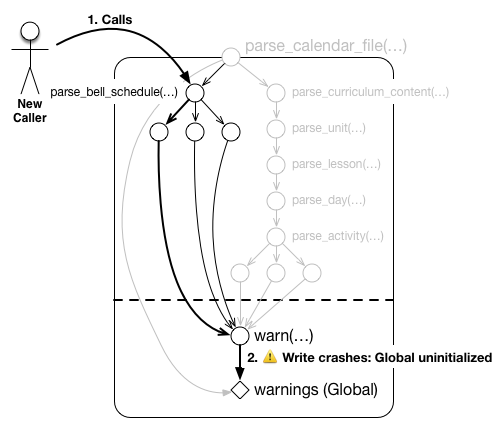 1. Calls
parse_calendar_file(…)
New
Caller
parse_bell_schedule(…)
parse_curriculum_content(…)
parse_unit(…)
parse_lesson(…)
parse_day(…)
parse_activity(…)
warn(…)
2. ⚠️ Write crashes: Global uninitialized
warnings (Global)